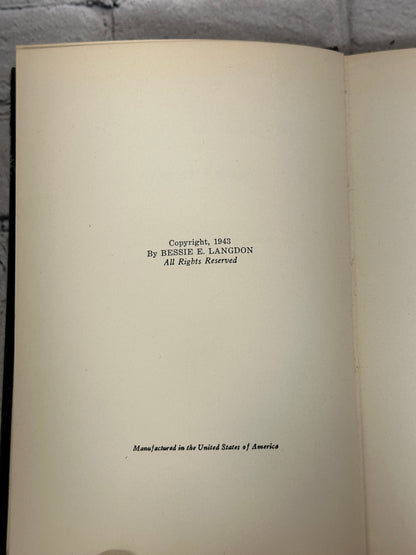 Copyright, 1943
By BESSIE E. LANGDON
All Rights Reserved
Manufactured in the United States of America